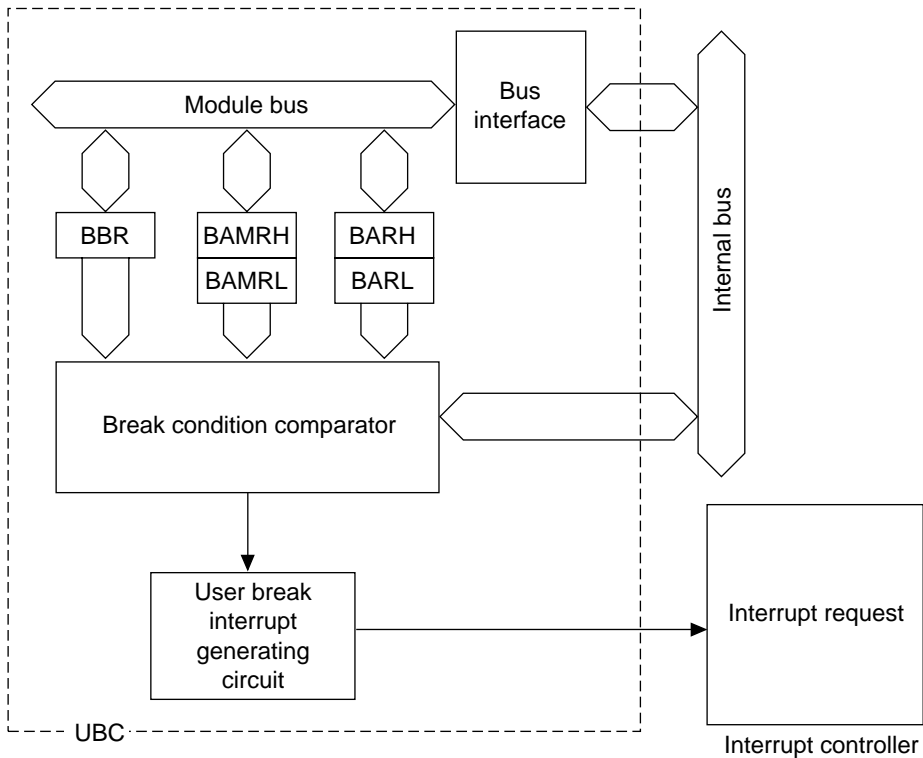 Module bus
Bus
interface
BBR
BAMRH
BARH
BAMRL
BARL
Internal bus
Break condition comparator
User break
interrupt
generating
circuit
Interrupt request
UBC
Interrupt controller